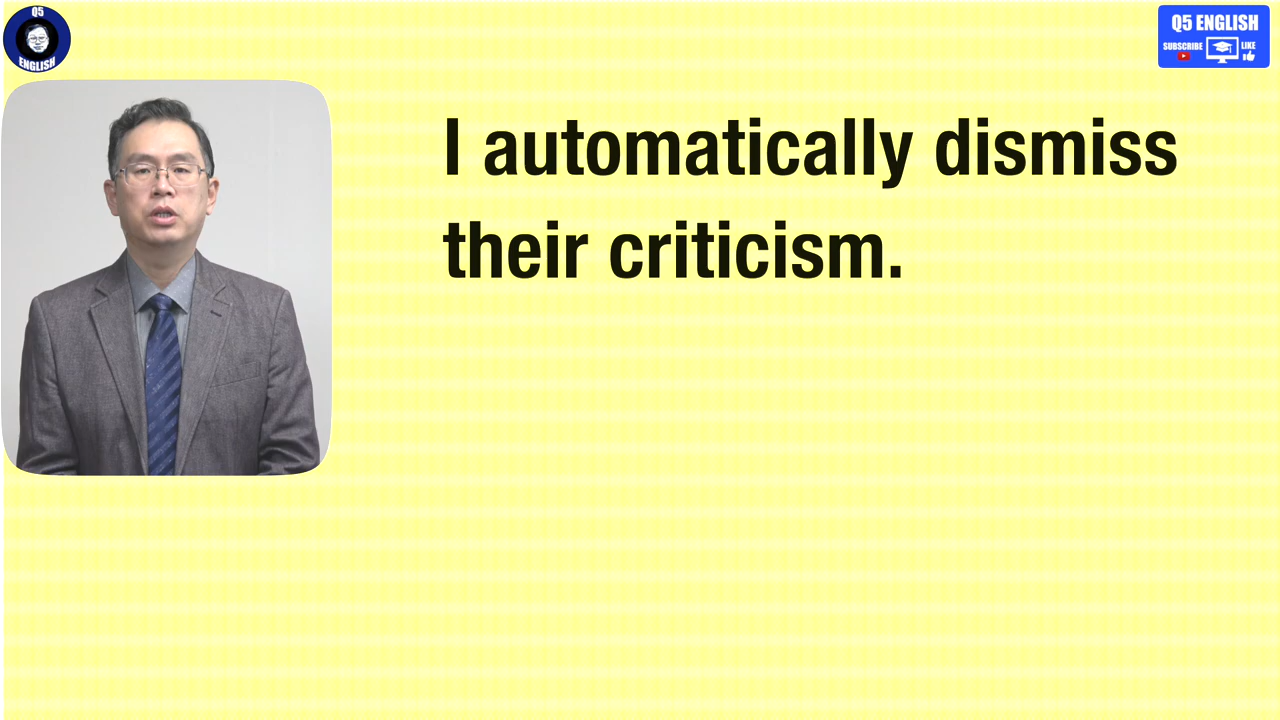 Q5
ENGLISH
Q5 ENGLISH
SUBSCRIBE
LIKE
I automatically dismiss
their criticism.